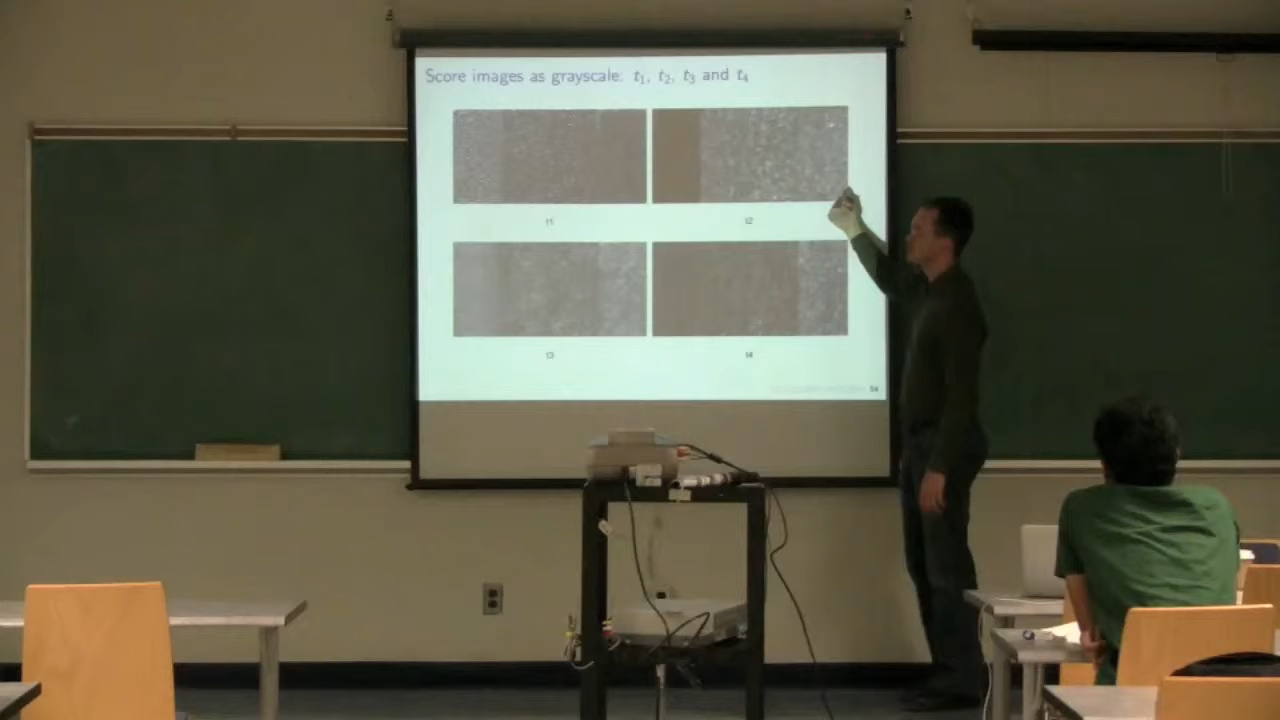 Score images as grayscale: t₁, t₂, t₃ and t₄
t1
t2
t3
t4